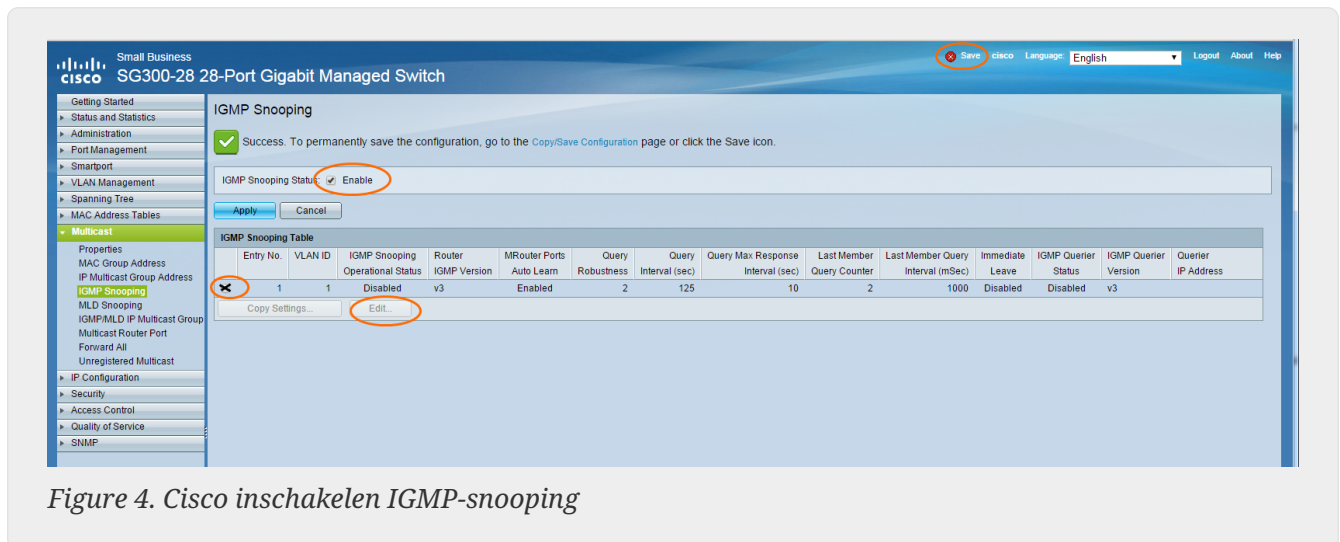 Small Business
cisco SG300-28 28-Port Gigabit Managed Switch
Save cisco Language: English Logout About Help
Getting Started
Status and Statistics
Administration
Port Management
Smartport
VLAN Management
Spanning Tree
MAC Address Tables
Multicast
Properties
MAC Group Address
IP Multicast Group Address
IGMP Snooping
MLD Snooping
IGMP/MLD IP Multicast Group
Multicast Router Port
Forward All
Unregistered Multicast
IP Configuration
Security
Access Control
Quality of Service
SNMP
IGMP Snooping
Success. To permanently save the configuration, go to the Copy/Save Configuration page or click the Save icon.
IGMP Snooping Status: Enable
Apply Cancel
IGMP Snooping Table
Entry No. VLAN ID IGMP Snooping Router MRouter Ports Query Query Query Max Response Last Member Last Member Query Immediate IGMP Querier IGMP Querier Querier
Operational Status IGMP Version Auto Learn Robustness Interval (sec) Interval (sec) Query Counter Interval (mSec) Leave Status Version IP Address
1 1 Disabled v3 Enabled 2 125 10 2 1000 Disabled Disabled v3
Copy Settings... Edit...
Figure 4. Cisco inschakelen IGMP-snooping